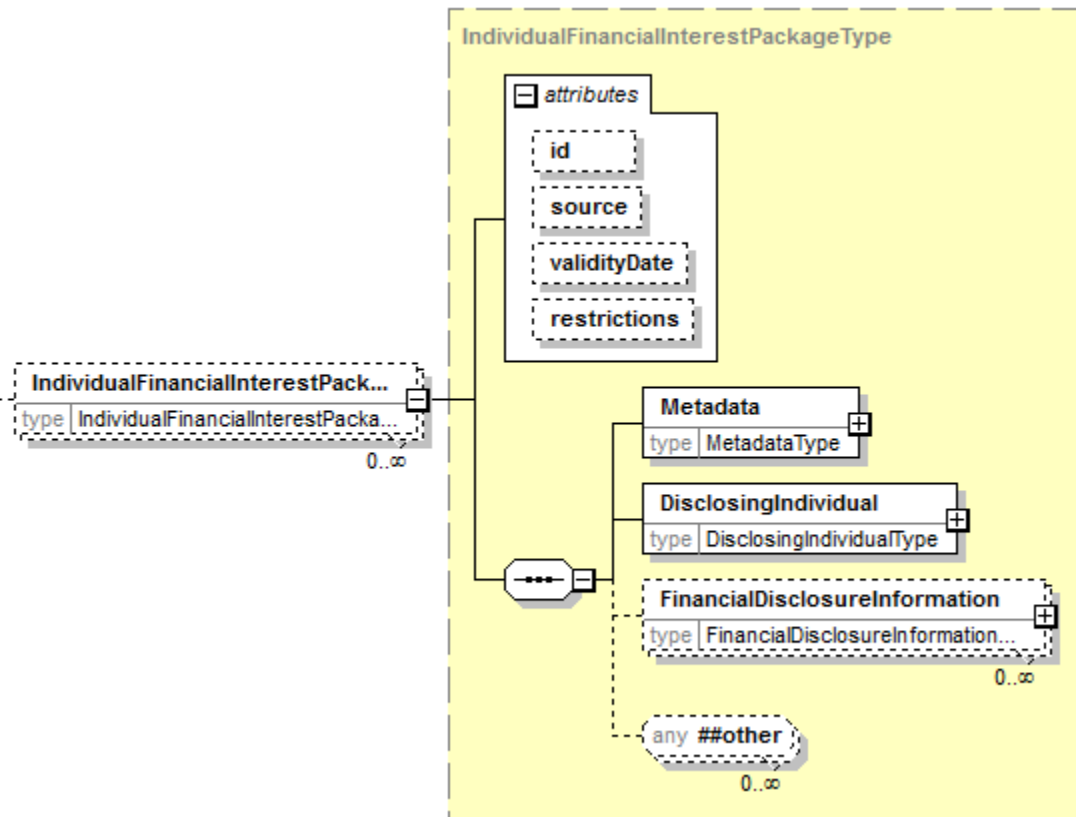 IndividualFinancialInterestPackageType
attributes
id
source
validityDate
restrictions
IndividualFinancialInterestPack...
type IndividualFinancialInterestPacka...
0..∞
Metadata
type MetadataType
DisclosingIndividual
type DisclosingIndividualType
FinancialDisclosureInformation
type FinancialDisclosureInformation...
0..∞
any ##other
0..∞